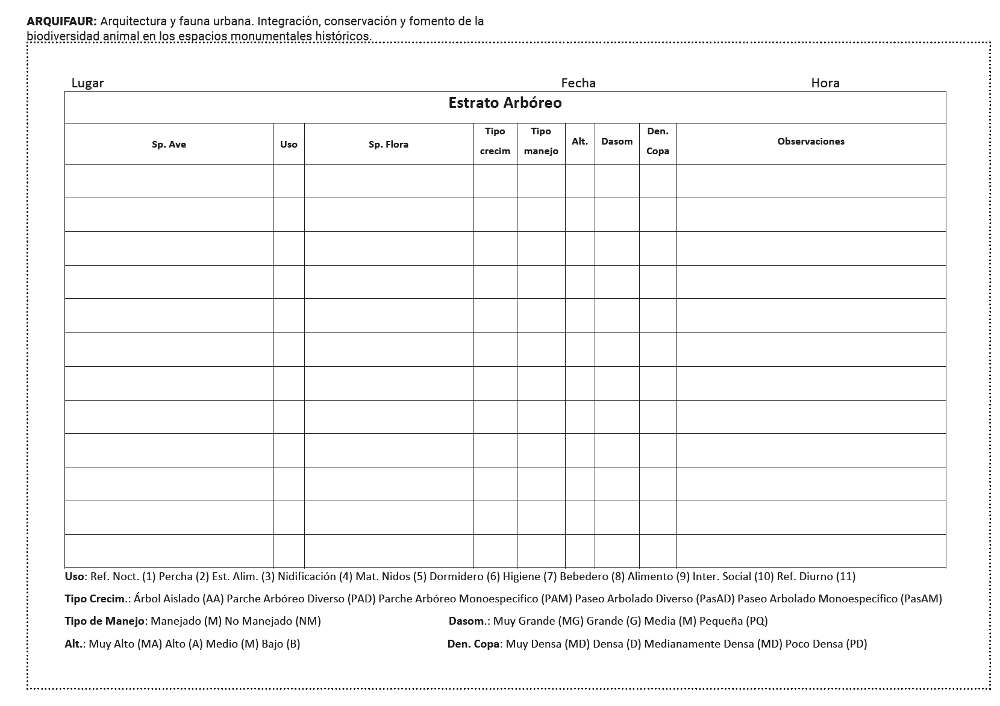 ARQUIFAUR: Arquitectura y fauna urbana. Integración, conservación y fomento de la
biodiversidad animal en los espacios monumentales históricos.
Lugar Fecha Hora
Estrato Arbóreo
Sp. Ave Uso Sp. Flora Tipo crecim Tipo manejo Alt. Dasom Den. Copa Observaciones
Uso: Ref. Noct. (1) Percha (2) Est. Alim. (3) Nidificación (4) Mat. Nidos (5) Dormidero (6) Higiene (7) Bebedero (8) Alimento (9) Inter. Social (10) Ref. Diurno (11)
Tipo Crecim.: Árbol Aislado (AA) Parche Arbóreo Diverso (PAD) Parche Arbóreo Monoespecifico (PAM) Paseo Arbolado Diverso (PasAD) Paseo Arbolado Monoespecifico (PasAM)
Tipo de Manejo: Manejado (M) No Manejado (NM) Dasom.: Muy Grande (MG) Grande (G) Media (M) Pequeña (PQ)
Alt.: Muy Alto (MA) Alto (A) Medio (M) Bajo (B) Den. Copa: Muy Densa (MD) Densa (D) Medianamente Densa (MD) Poco Densa (PD)